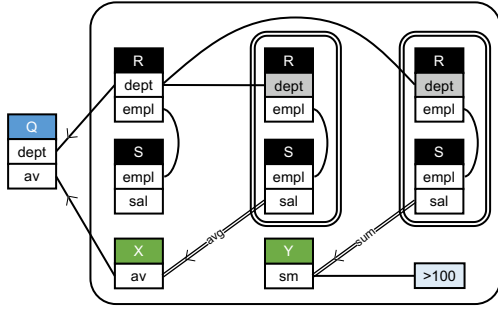 R
dept
empl
S
empl
sal
R
dept
empl
S
empl
sal
R
dept
empl
S
empl
sal
Q
dept
av
X
av
avg
Y
sm
sum
>100